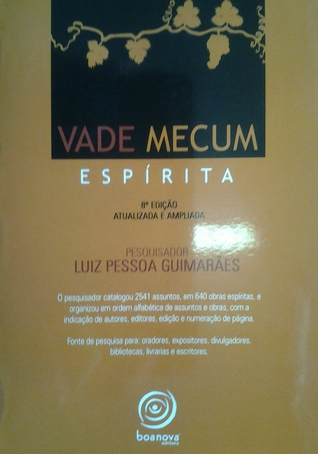 VADE MECUM
ESPÍRITA
8ª EDIÇÃO
ATUALIZADA E AMPLIADA
PESQUISADOR
LUIZ PESSOA GUIMARÃES
O pesquisador catalogou 2541 assuntos, em 640 obras espíritas, e
organizou em ordem alfabética de assuntos e obras, com a
indicação de autores, editores, edição e numeração de página.
Fonte de pesquisa para: oradores, expositores, divulgadores,
bibliotecas, livrarias e escritores.
boanova
editora